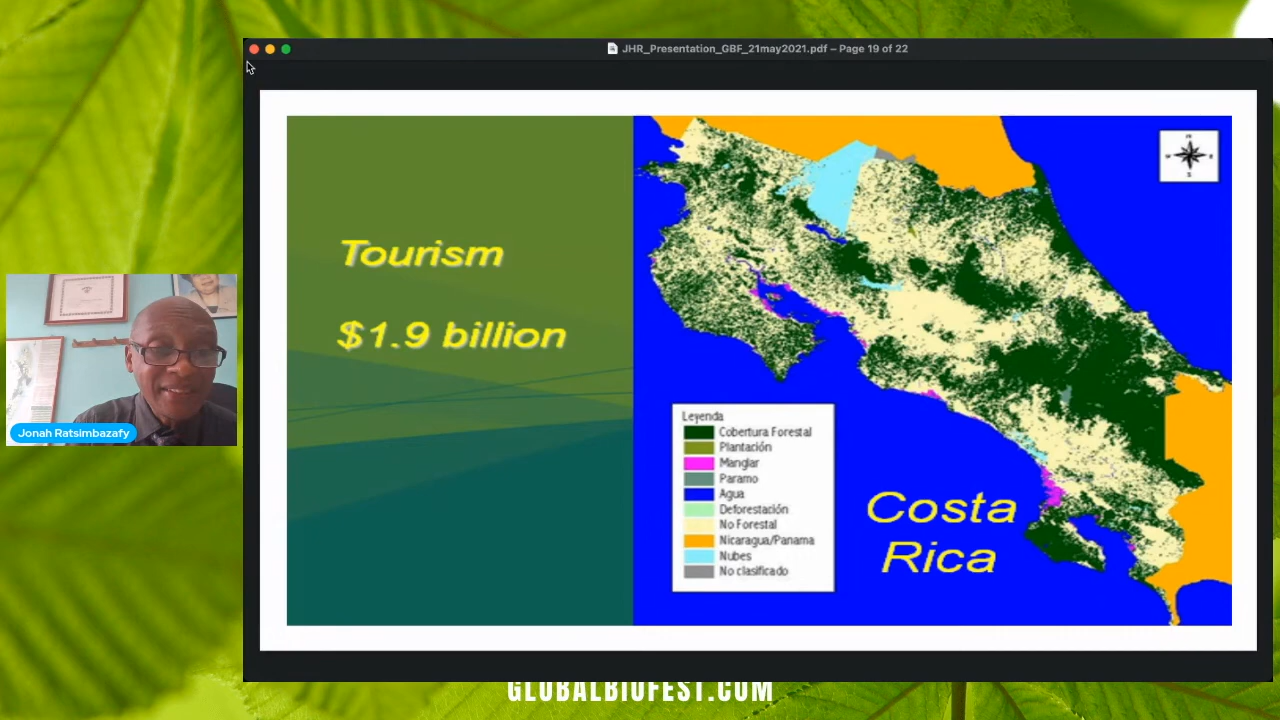 JHR_Presentation_GBF_21may2021.pdf – Page 19 of 22
Tourism
$1.9 billion
Leyenda
Cobertura Forestal
Plantación
Manglar
Paramo
Agua
Deforestación
No Forestal
Nicaragua/Panama
Nubes
No clasificado
Costa
Rica
Jonah Ratsimbazafy
GLOBALBIOFEST.COM